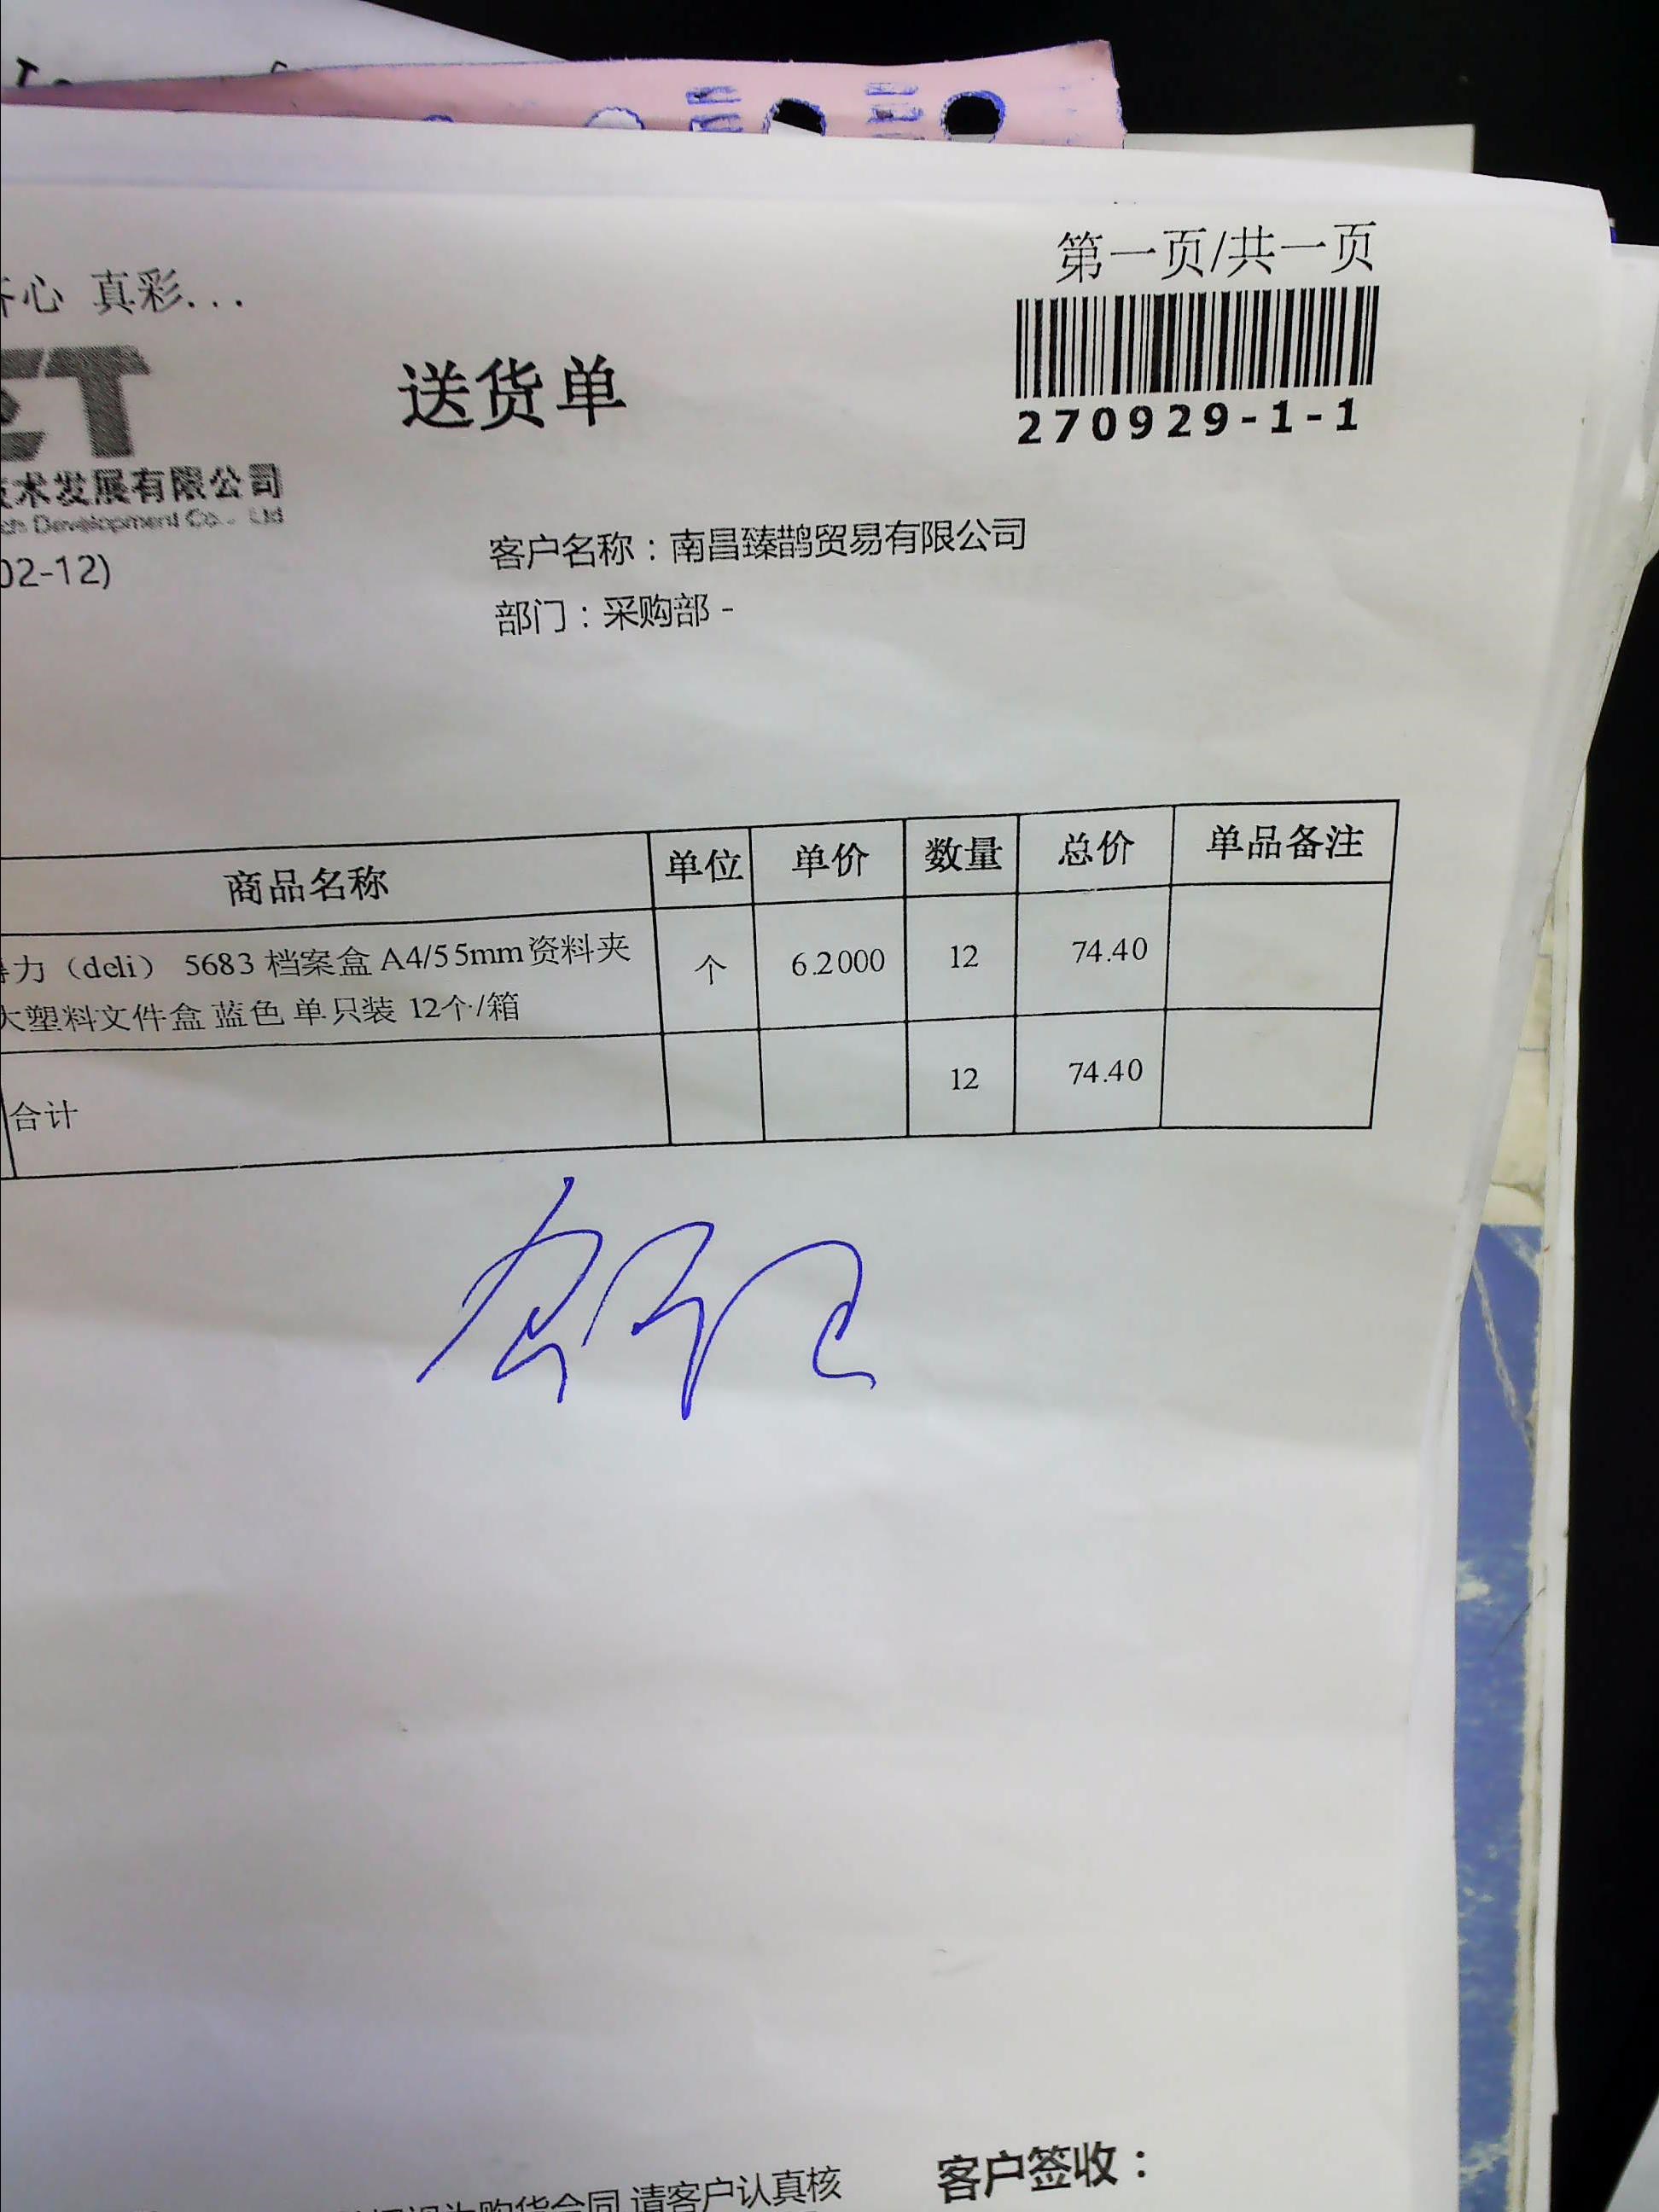 第一页/共一页
心 真彩...
270929-1-1
送货单
术发展有限公司
ch Development Co., Ltd
02-12)
客户名称：南昌臻鹊贸易有限公司
部门：采购部 -
商品名称 单位 单价 数量 总价 单品备注
力（deli） 5683 档案盒 A4/55mm资料夹 个 6.2000 12 74.40
大塑料文件盒 蓝色 单只装 12个/箱
合计 12 74.40
客户签收：
购货合同,请客户认真核